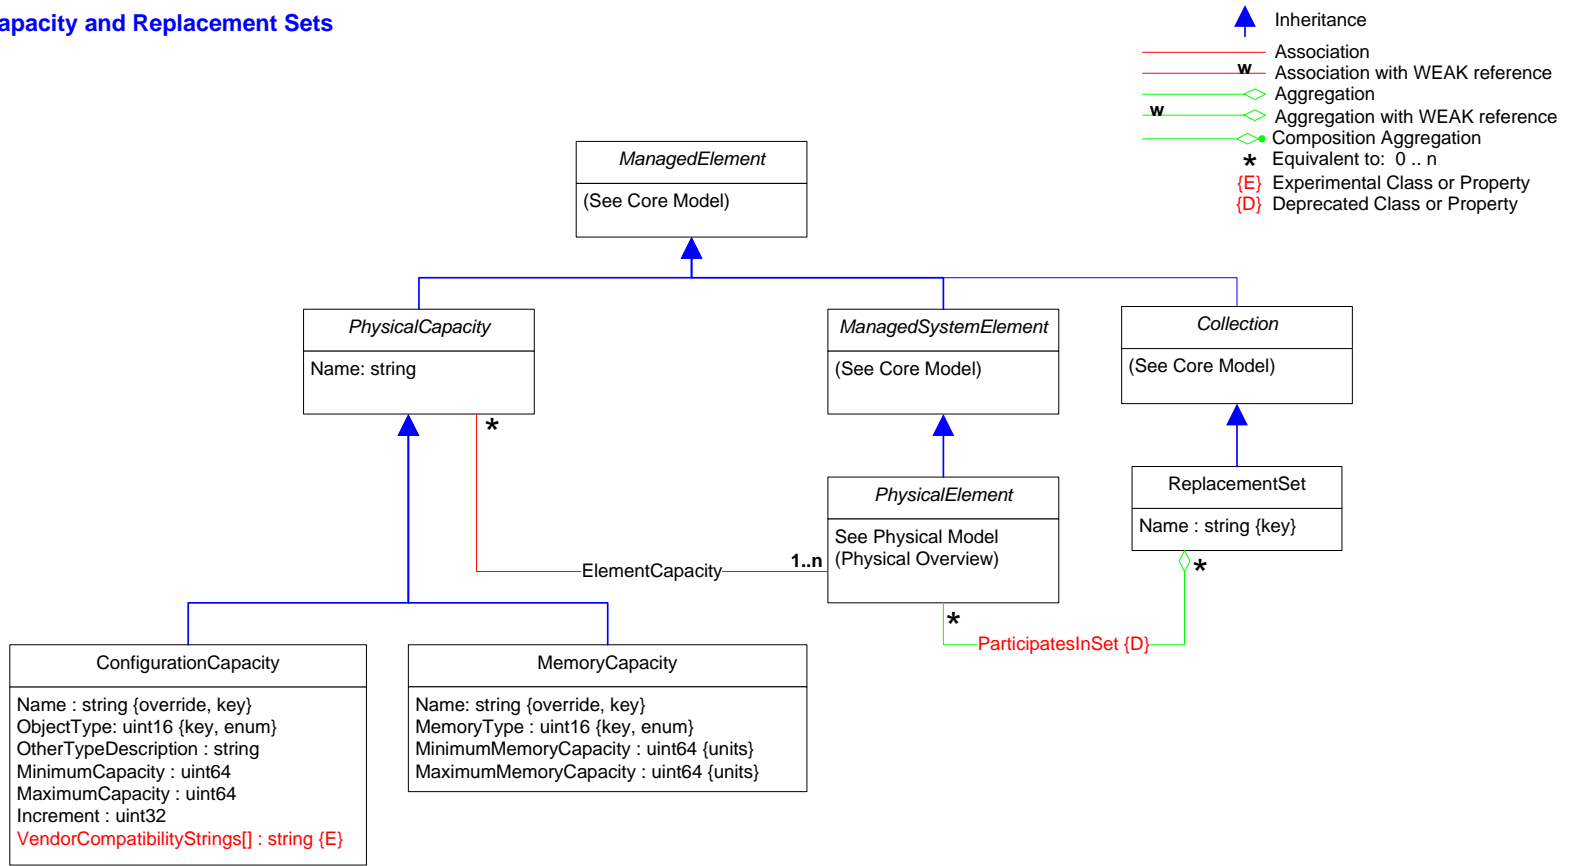 apacity and Replacement Sets
Inheritance
Association
w
Association with WEAK reference
Aggregation
w
Aggregation with WEAK reference
Composition Aggregation
* Equivalent to: 0 .. n
{E} Experimental Class or Property
{D} Deprecated Class or Property
ManagedElement
(See Core Model)
PhysicalCapacity
Name: string
*
ManagedSystemElement
(See Core Model)
Collection
(See Core Model)
PhysicalElement
See Physical Model
(Physical Overview)
ReplacementSet
Name : string {key}
ElementCapacity
1..n
*
*
ParticipatesInSet {D}
ConfigurationCapacity
Name : string {override, key}
ObjectType: uint16 {key, enum}
OtherTypeDescription : string
MinimumCapacity : uint64
MaximumCapacity : uint64
Increment : uint32
VendorCompatibilityStrings[] : string {E}
MemoryCapacity
Name: string {override, key}
MemoryType : uint16 {key, enum}
MinimumMemoryCapacity : uint64 {units}
MaximumMemoryCapacity : uint64 {units}